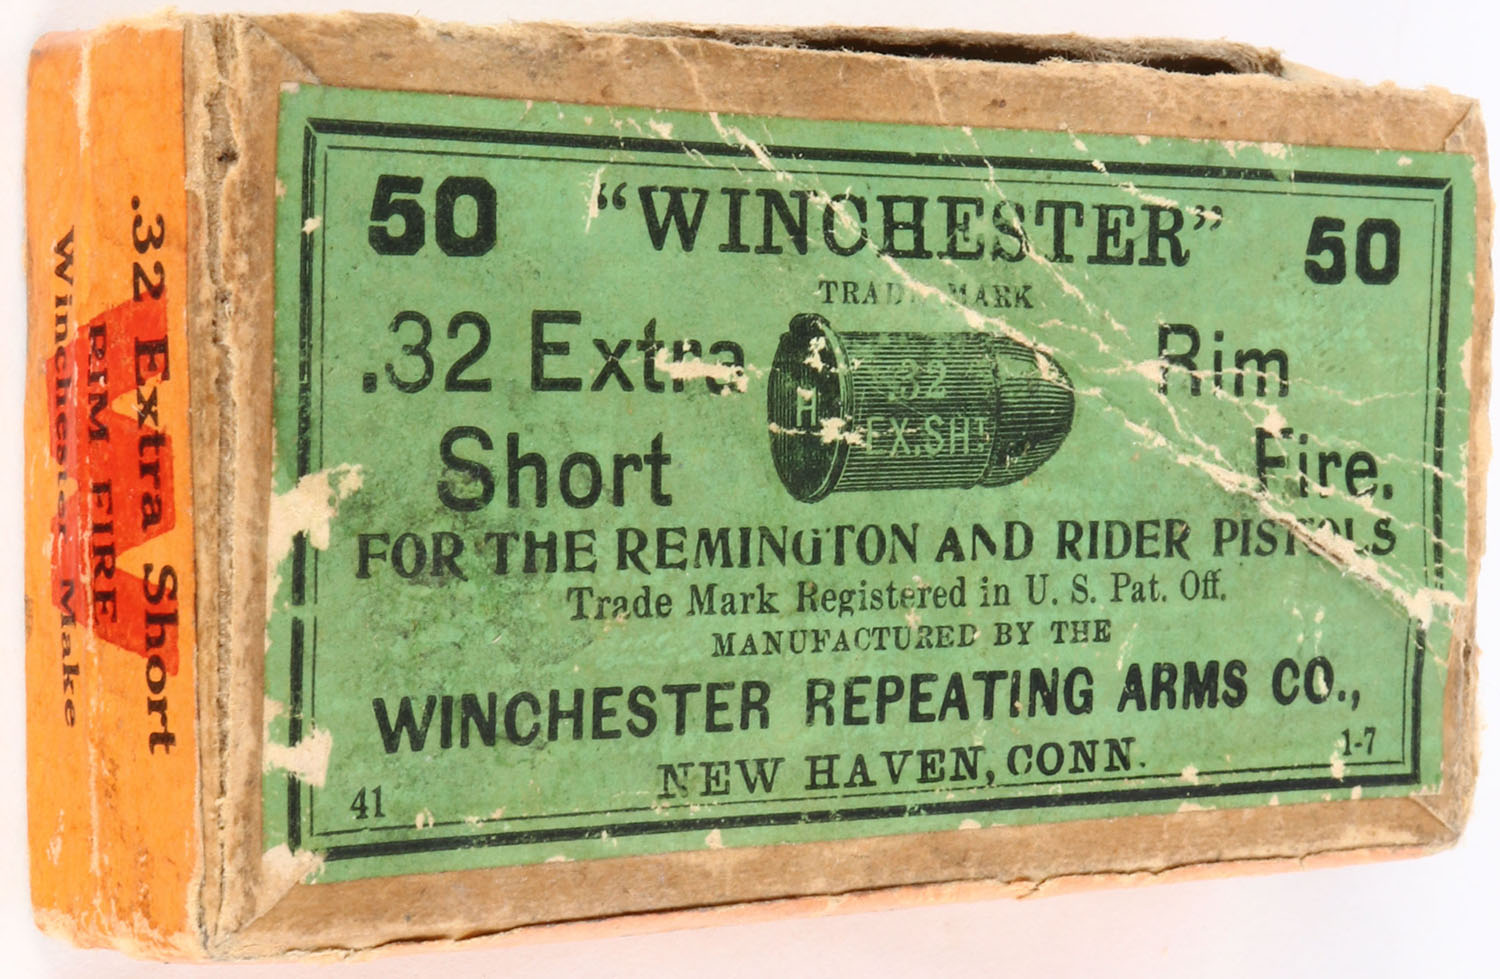 50 "WINCHESTER" 50
TRADE MARK
.32 Extra Rim
Short Fire.
H
.32
EX.SHT
FOR THE REMINGTON AND RIDER PISTOLS
Trade Mark Registered in U. S. Pat. Off.
MANUFACTURED BY THE
WINCHESTER REPEATING ARMS CO.,
NEW HAVEN, CONN.
41 1-7
.32 Extra Short
RIM FIRE
Winchester Make